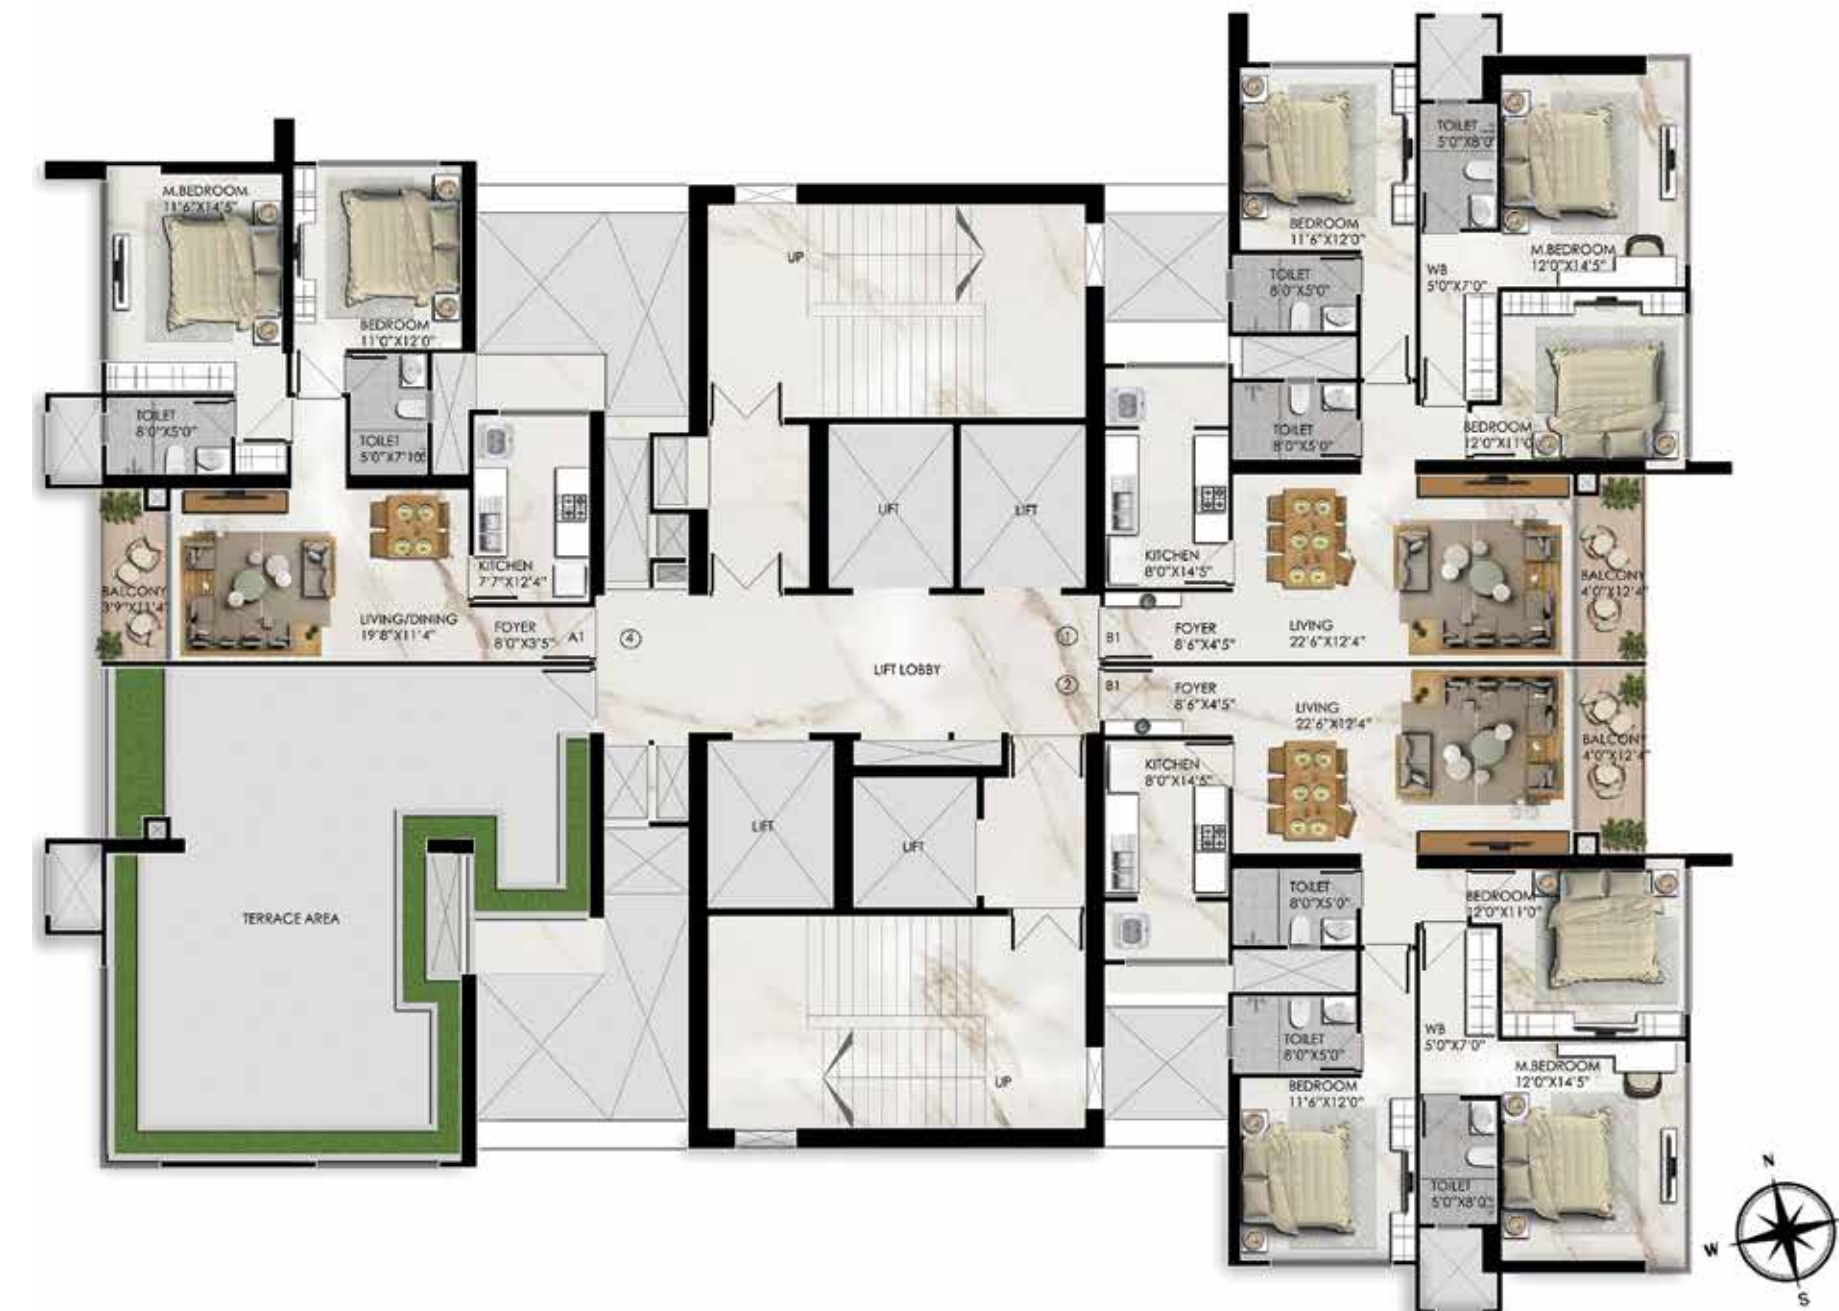 M.BEDROOM
11'6"X14'5"
BEDROOM
11'0"X12'0"
TOILET
8'0"X5'0"
TOILET
5'0"X7'10"
KITCHEN
7'7"X12'4"
BALCONY
3'9"X11'4"
LIVING/DINING
19'8"X11'4"
FOYER
8'0"X3'5"
A1
4
TERRACE AREA
UP
LIFT
LIFT
LIFT LOBBY
LIFT
LIFT
UP
BEDROOM
11'6"X12'0"
TOILET
5'0"X8'0"
M.BEDROOM
12'0"X14'5"
TOILET
8'0"X5'0"
WB
5'0"X7'0"
TOILET
8'0"X5'0"
BEDROOM
12'0"X11'0"
KITCHEN
8'0"X14'5"
BALCONY
4'0"X12'4"
1
B1
FOYER
8'6"X4'5"
LIVING
22'6"X12'4"
2
B1
FOYER
8'6"X4'5"
LIVING
22'6"X12'4"
BALCONY
4'0"X12'4"
KITCHEN
8'0"X14'5"
TOILET
8'0"X5'0"
BEDROOM
12'0"X11'0"
TOILET
8'0"X5'0"
WB
5'0"X7'0"
M.BEDROOM
12'0"X14'5"
BEDROOM
11'6"X12'0"
TOILET
5'0"X8'0"
N
W
S